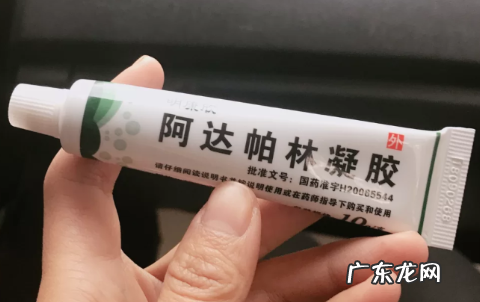 阿达帕林凝胶
外
批准文号：国药准字H20085544
请仔细阅读说明书并按说明使用或在药师指导下购买和使用
广东龙网